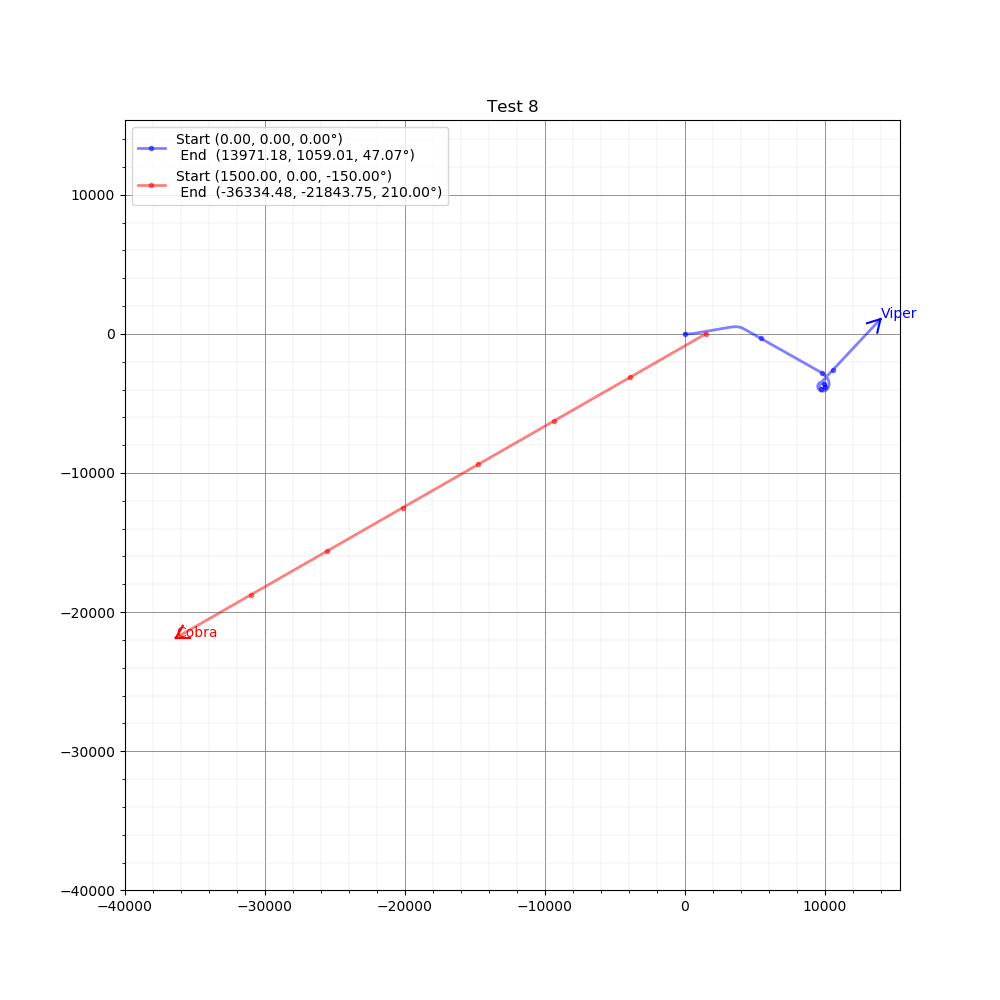 Test 8
Start (0.00, 0.00, 0.00°)
End  (13971.18, 1059.01, 47.07°)
Start (1500.00, 0.00, -150.00°)
End  (-36334.48, -21843.75, 210.00°)
10000
0
−10000
−20000
−30000
−40000
Viper
Cobra
−40000
−30000
−20000
−10000
0
10000